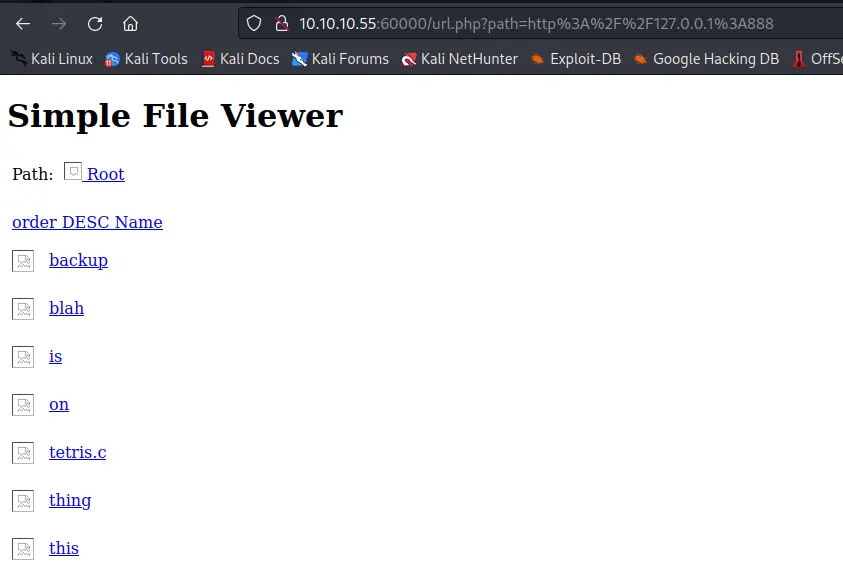 10.10.10.55:60000/url.php?path=http%3A%2F%2F127.0.0.1%3A888
Kali Linux Kali Tools Kali Docs Kali Forums Kali NetHunter Exploit-DB Google Hacking DB OffSe
Simple File Viewer
Path: Root
order DESC Name
backup
blah
is
on
tetris.c
thing
this